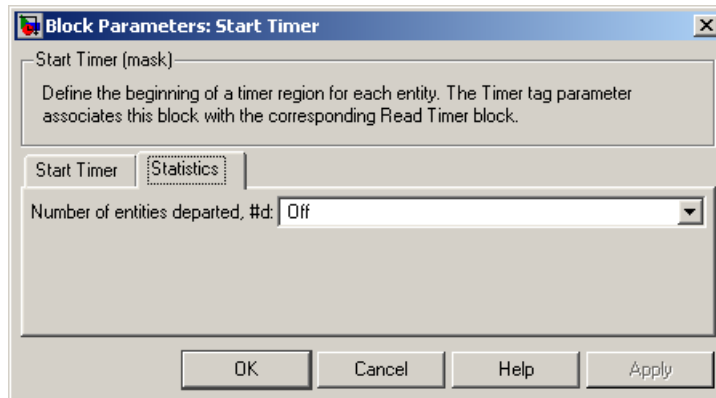 Block Parameters: Start Timer
Start Timer (mask)
Define the beginning of a timer region for each entity. The Timer tag parameter
associates this block with the corresponding Read Timer block.
Start Timer Statistics
Number of entities departed, #d: Off
OK Cancel Help Apply